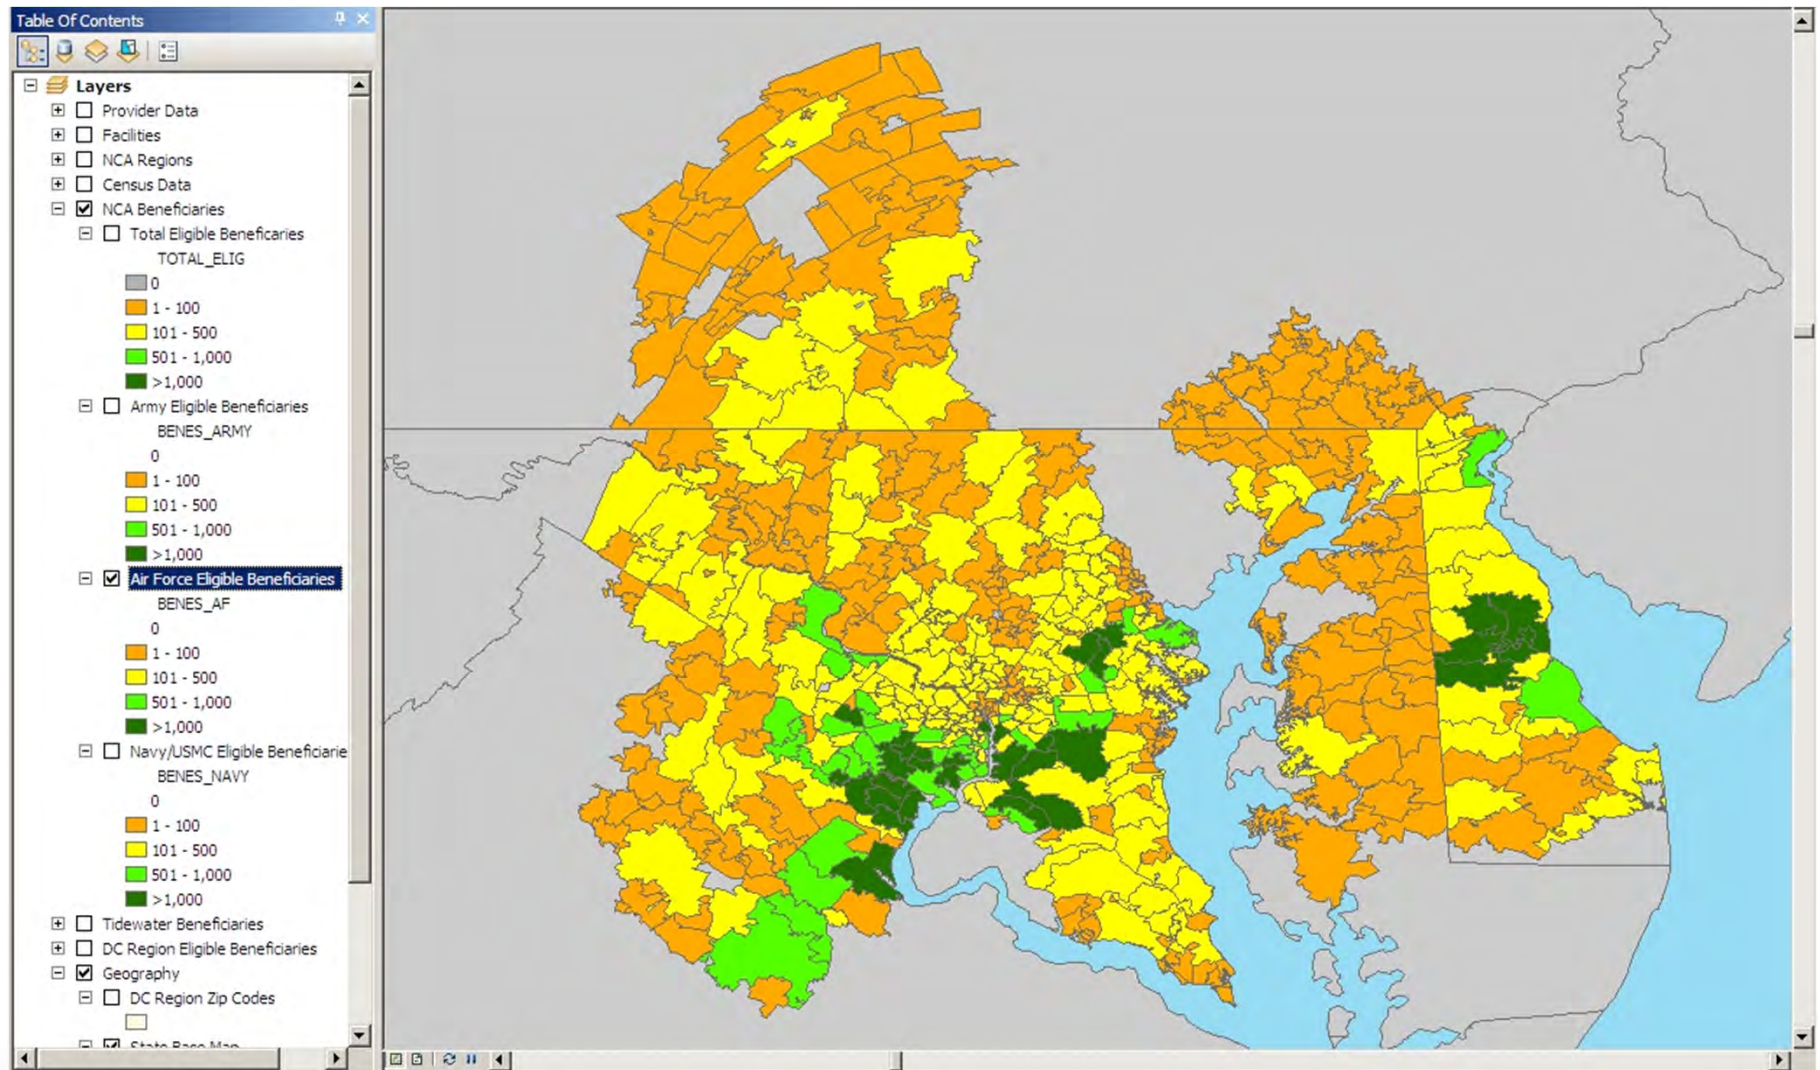 Table Of Contents
Layers
Provider Data
Facilities
NCA Regions
Census Data
NCA Beneficiaries
Total Eligible Beneficaries
TOTAL_ELIG
0
1 - 100
101 - 500
501 - 1,000
>1,000
Army Eligible Beneficiaries
BENES_ARMY
0
1 - 100
101 - 500
501 - 1,000
>1,000
Air Force Eligible Beneficiaries
BENES_AF
0
1 - 100
101 - 500
501 - 1,000
>1,000
Navy/USMC Eligible Beneficiarie
BENES_NAVY
0
1 - 100
101 - 500
501 - 1,000
>1,000
Tidewater Beneficiaries
DC Region Eligible Beneficiaries
Geography
DC Region Zip Codes
State Base Map